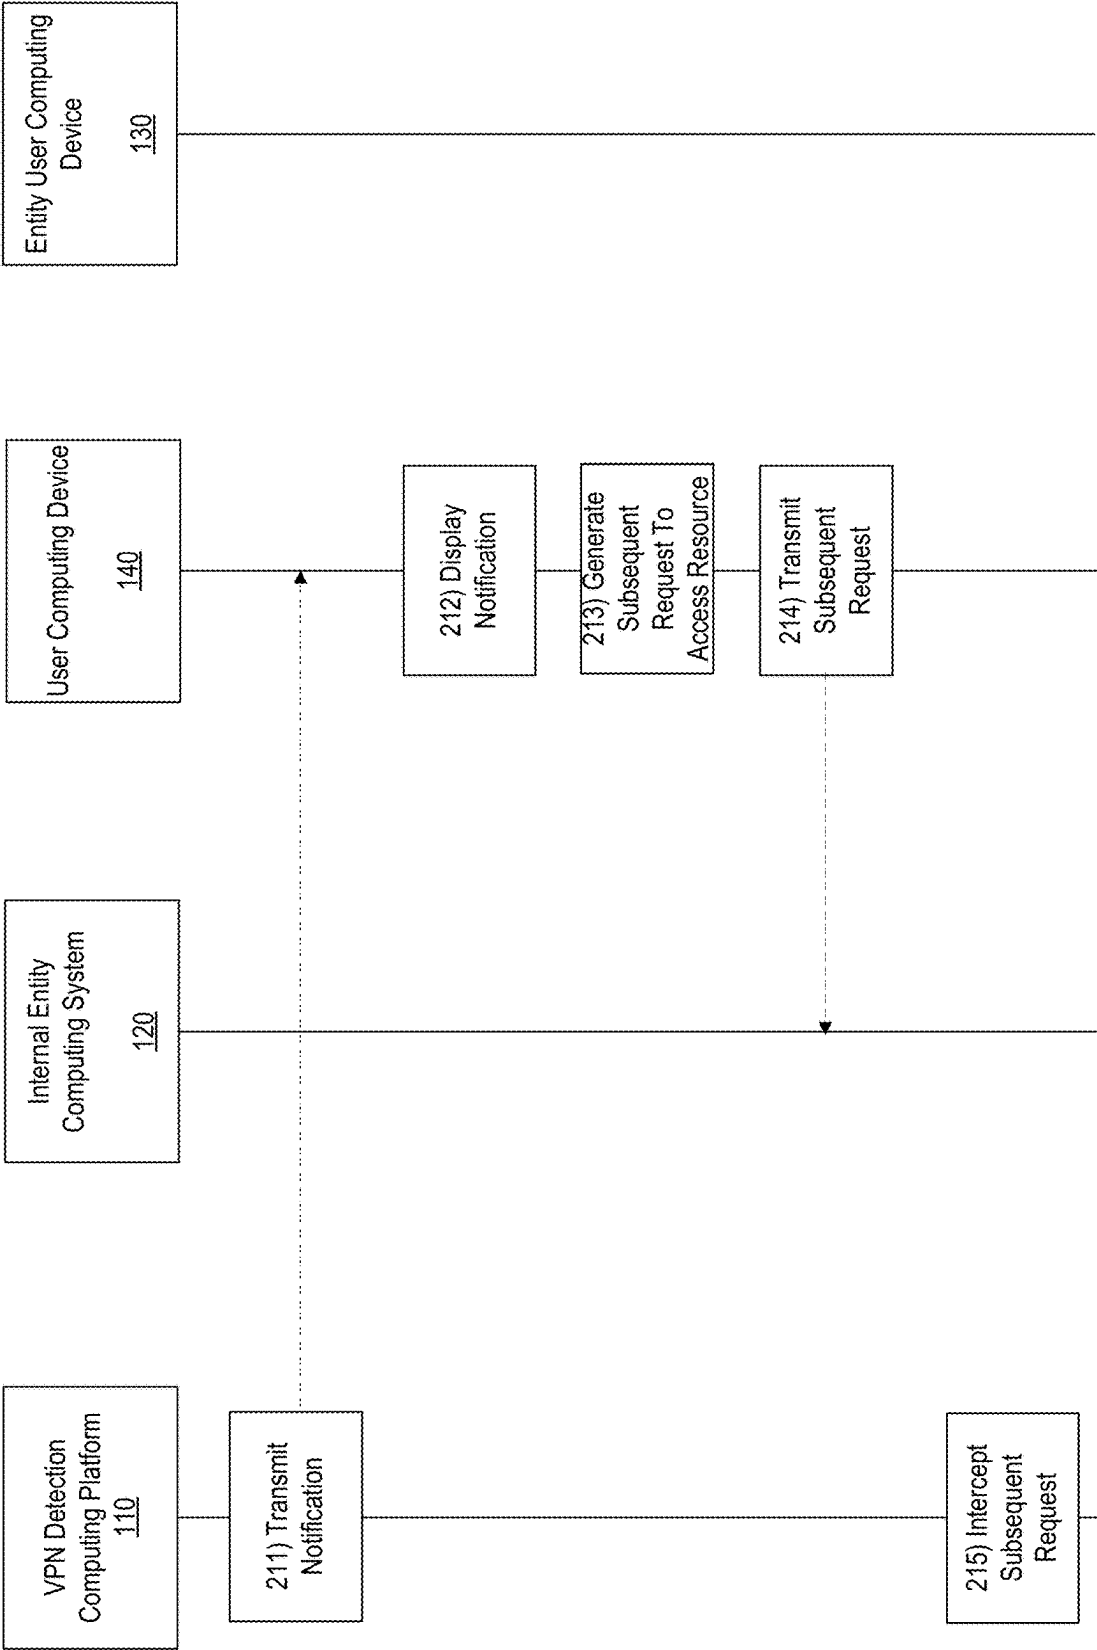 VPN Detection
Computing Platform
110
Internal Entity
Computing System
120
User Computing Device
140
Entity User Computing
Device
130
211) Transmit
Notification
212) Display
Notification
213) Generate
Subsequent
Request To
Access Resource
214) Transmit
Subsequent
Request
215) Intercept
Subsequent
Request